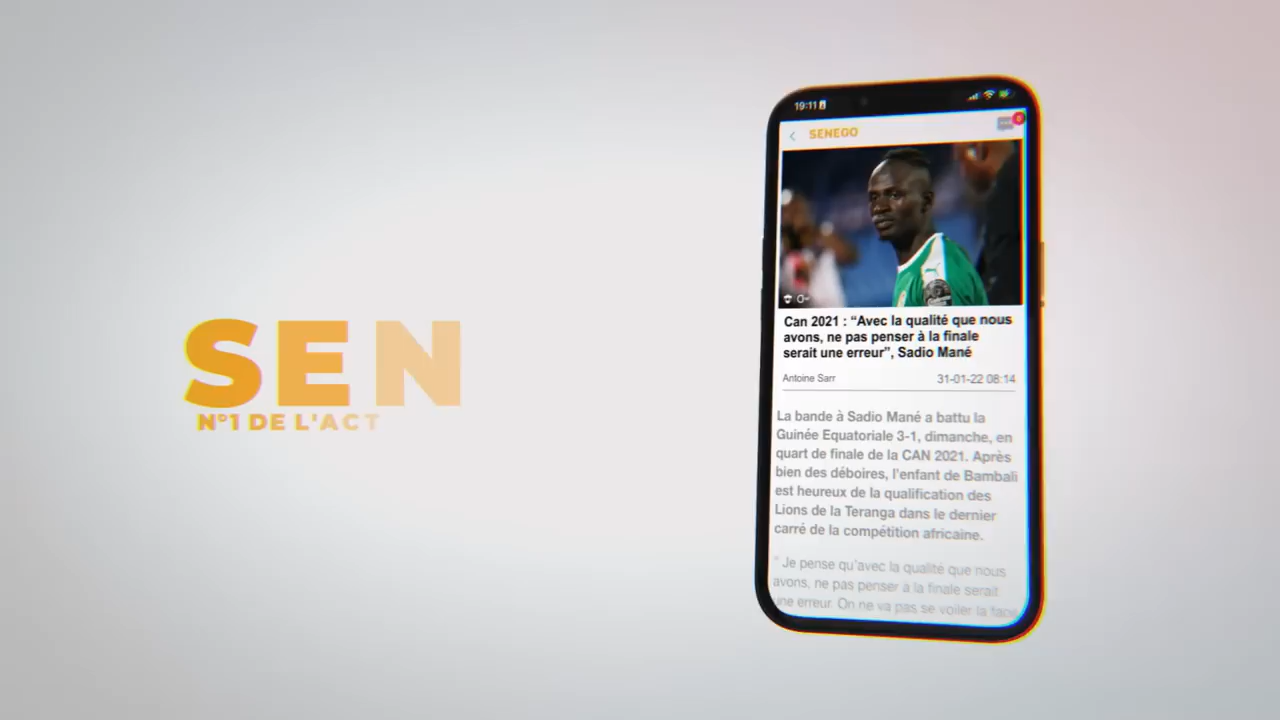 SEN
N°1 DE L'ACT
19:11
SENEGO
Can 2021 : “Avec la qualité que nous
avons, ne pas penser à la finale
serait une erreur”, Sadio Mané
Antoine Sarr
31-01-22 08:14
La bande à Sadio Mané a battu la
Guinée Equatoriale 3-1, dimanche, en
quart de finale de la CAN 2021. Après
bien des déboires, l'enfant de Bambali
est heureux de la qualification des
Lions de la Teranga dans le dernier
carré de la compétition africaine.
" Je pense qu'avec la qualité que nous
avons, ne pas penser à la finale serait
une erreur. On ne va pas se voiler la face